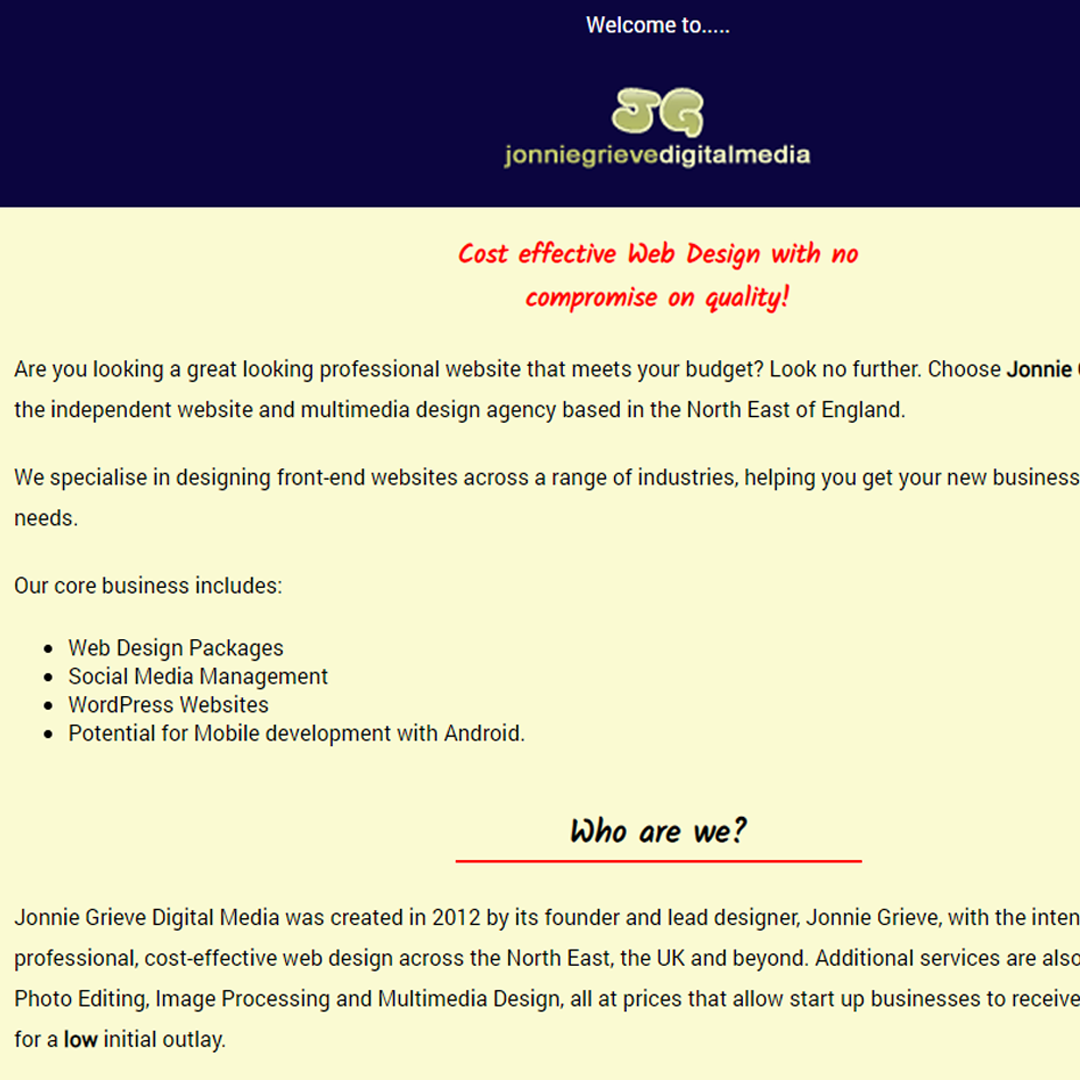 Welcome to.....
JG
jonniegrievedigitalmedia
Cost effective Web Design with no
compromise on quality!
Are you looking a great looking professional website that meets your budget? Look no further. Choose Jonnie
the independent website and multimedia design agency based in the North East of England.
We specialise in designing front-end websites across a range of industries, helping you get your new business
needs.
Our core business includes:
• Web Design Packages
• Social Media Management
• WordPress Websites
• Potential for Mobile development with Android.
Who are we?
Jonnie Grieve Digital Media was created in 2012 by its founder and lead designer, Jonnie Grieve, with the inten
professional, cost-effective web design across the North East, the UK and beyond. Additional services are also
Photo Editing, Image Processing and Multimedia Design, all at prices that allow start up businesses to receive
for a low initial outlay.